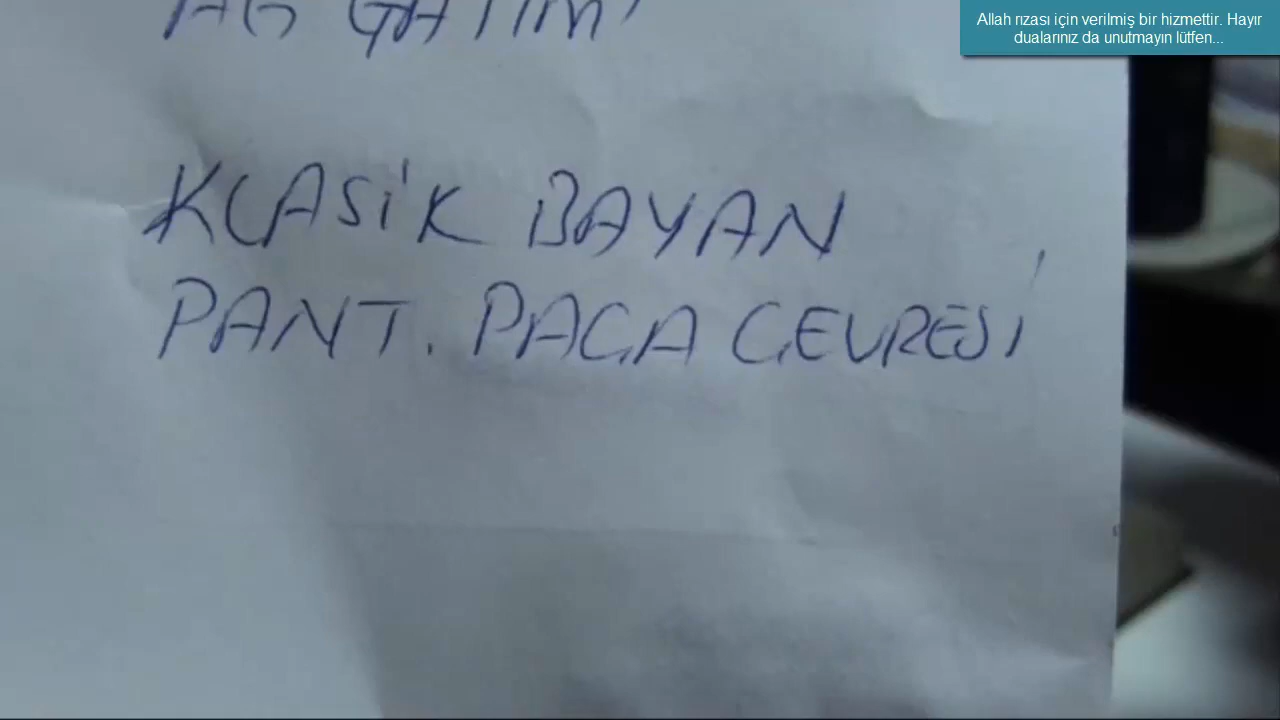 Allah rızası için verilmiş bir hizmettir. Hayır
dualarınız da unutmayın lütfen...
KLASİK BAYAN
PANT. PAÇA ÇEVRESİ